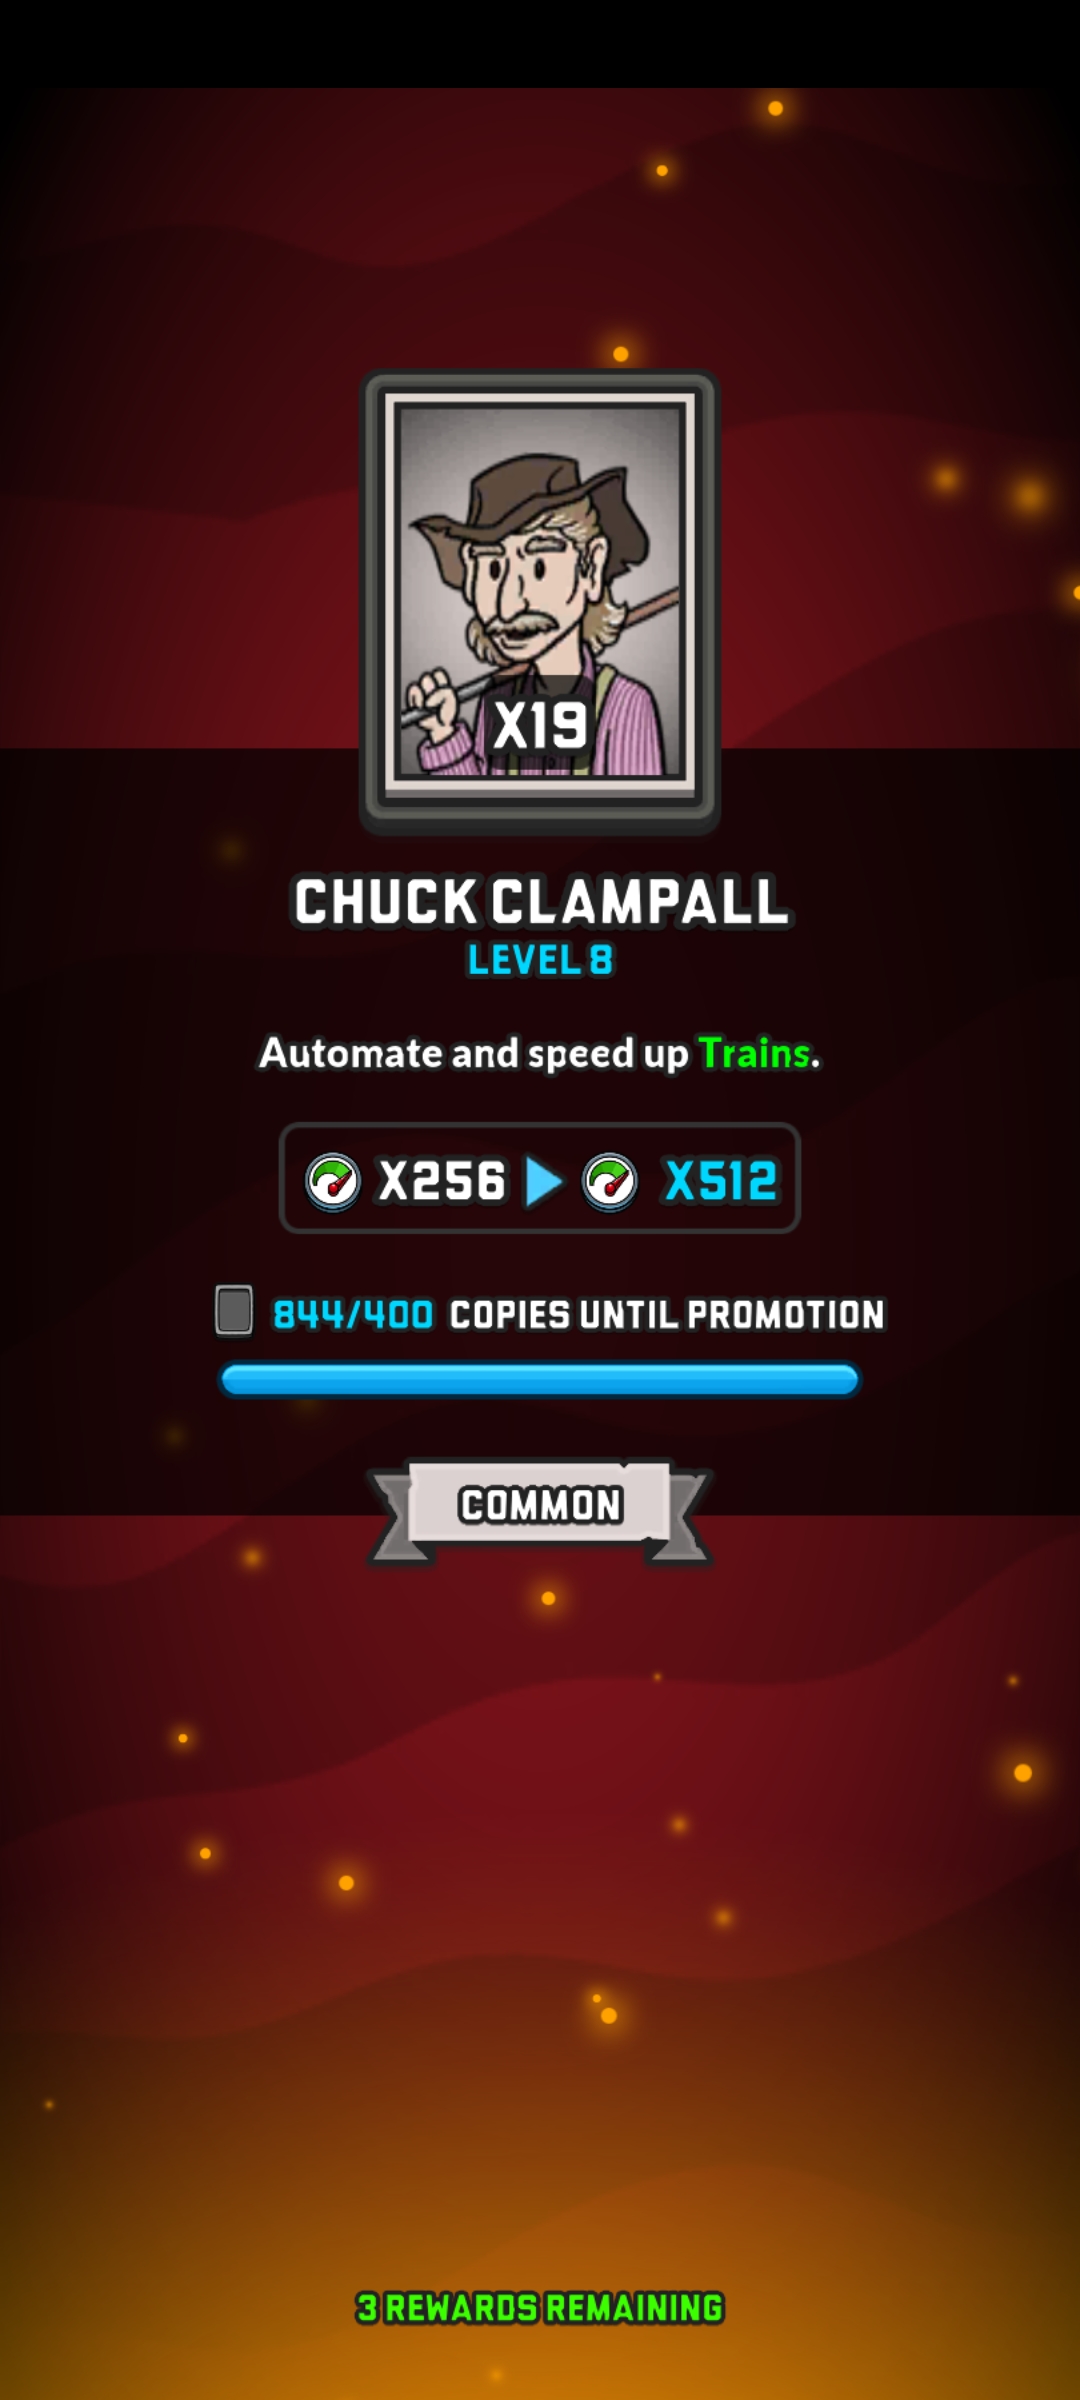 X19
CHUCK CLAMPALL
LEVEL 8
Automate and speed up Trains.
X256 X512
844/400 COPIES UNTIL PROMOTION
COMMON
3 REWARDS REMAINING